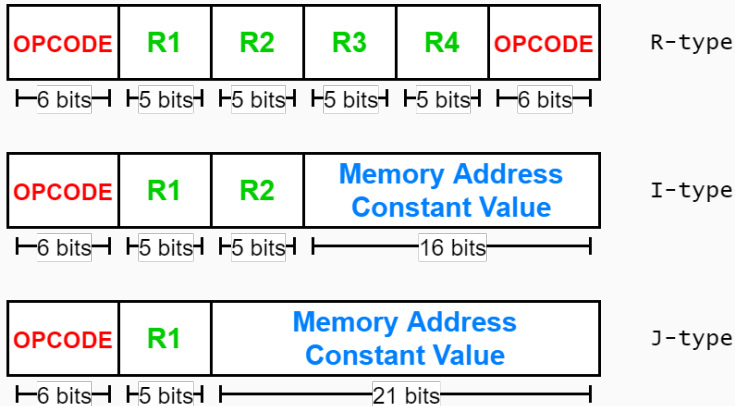 OPCODE R1 R2 R3 R4 OPCODE R-type
6 bits 5 bits 5 bits 5 bits 5 bits 6 bits
OPCODE R1 R2 Memory Address Constant Value I-type
6 bits 5 bits 5 bits 16 bits
OPCODE R1 Memory Address Constant Value J-type
6 bits 5 bits 21 bits